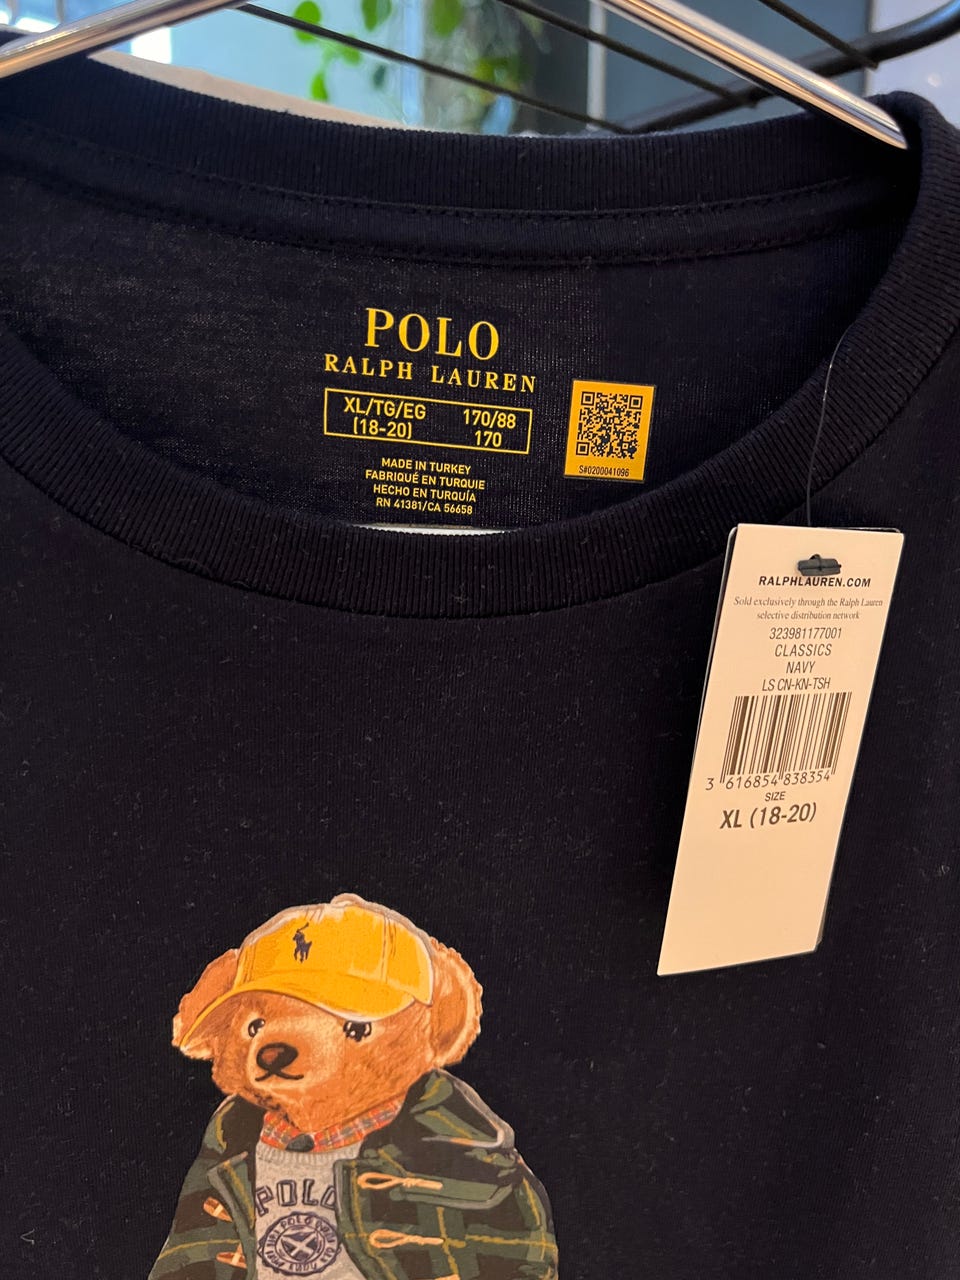 POLO
RALPH LAUREN
XL/TG/EG 170/88
(18-20) 170
S#0200041096
MADE IN TURKEY
FABRIQUÉ EN TURQUIE
HECHO EN TURQUÍA
RN 41381/CA 56658
RALPHLAUREN.COM
Sold exclusively through the Ralph Lauren
selective distribution network
323981177001
CLASSICS
NAVY
LS CN-KN-TSH
3 616854 838354
SIZE
XL (18-20)
POLO